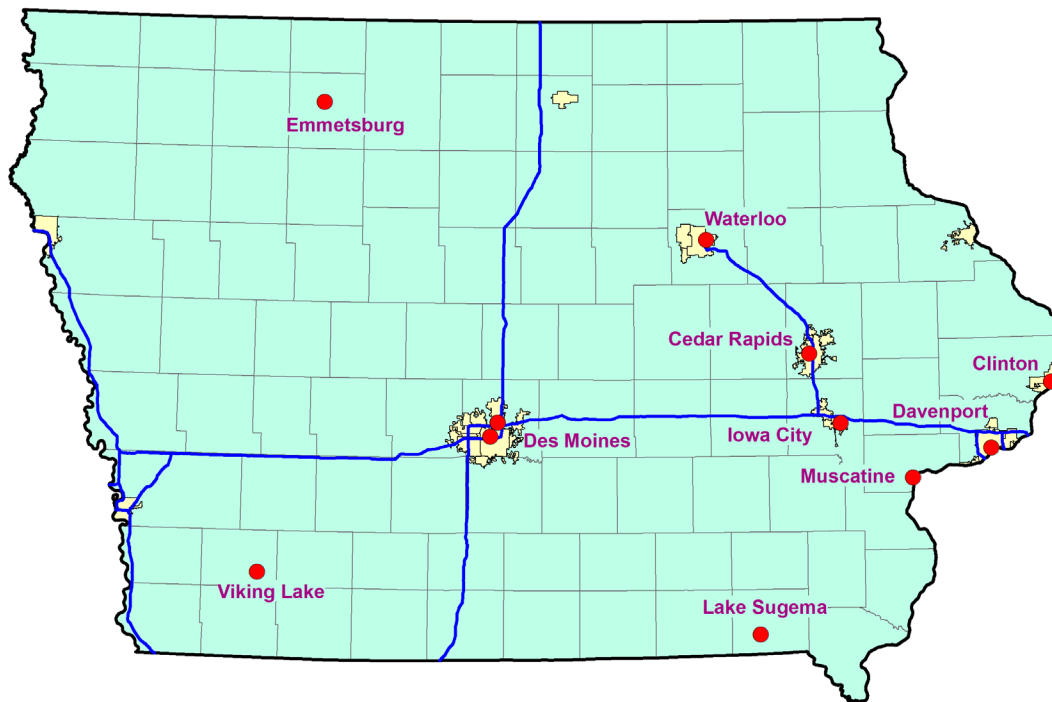 Emmetsburg
Waterloo
Cedar Rapids
Clinton
Davenport
Des Moines
Iowa City
Muscatine
Viking Lake
Lake Sugema